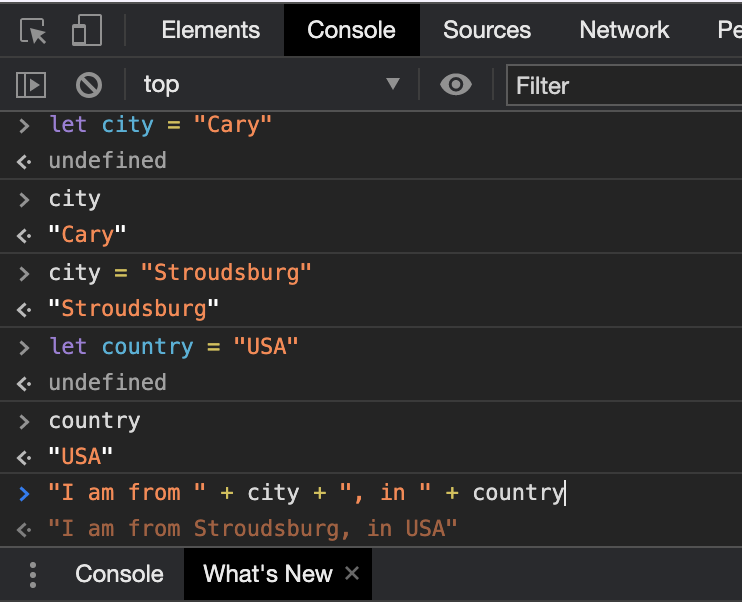 Elements Console Sources Network Pe
top Filter
let city = "Cary"
undefined
city
"Cary"
city = "Stroudsburg"
"Stroudsburg"
let country = "USA"
undefined
country
"USA"
"I am from " + city + ", in " + country
"I am from Stroudsburg, in USA"
Console What's New